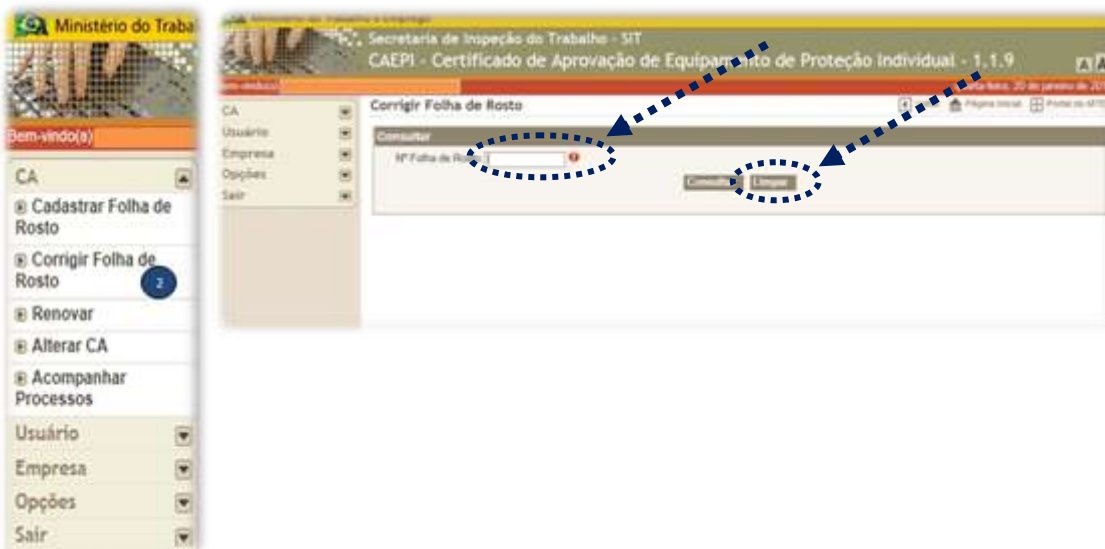 Ministério do Traba
Bem-vindo(a)
CA
Cadastrar Folha de
Rosto
Corrigir Folha de
Rosto
2
Renovar
Alterar CA
Acompanhar
Processos
Usuário
Empresa
Opções
Sair
Secretaria de Inspeção do Trabalho - SIT
CAEPI - Certificado de Aprovação de Equipamento de Proteção Individual - 1.1.9
CA
Usuário
Empresa
Opções
Sair
Corrigir Folha de Rosto
Página Inicial
Consultar
Nº Folha de Rosto
Consultar
Limpar